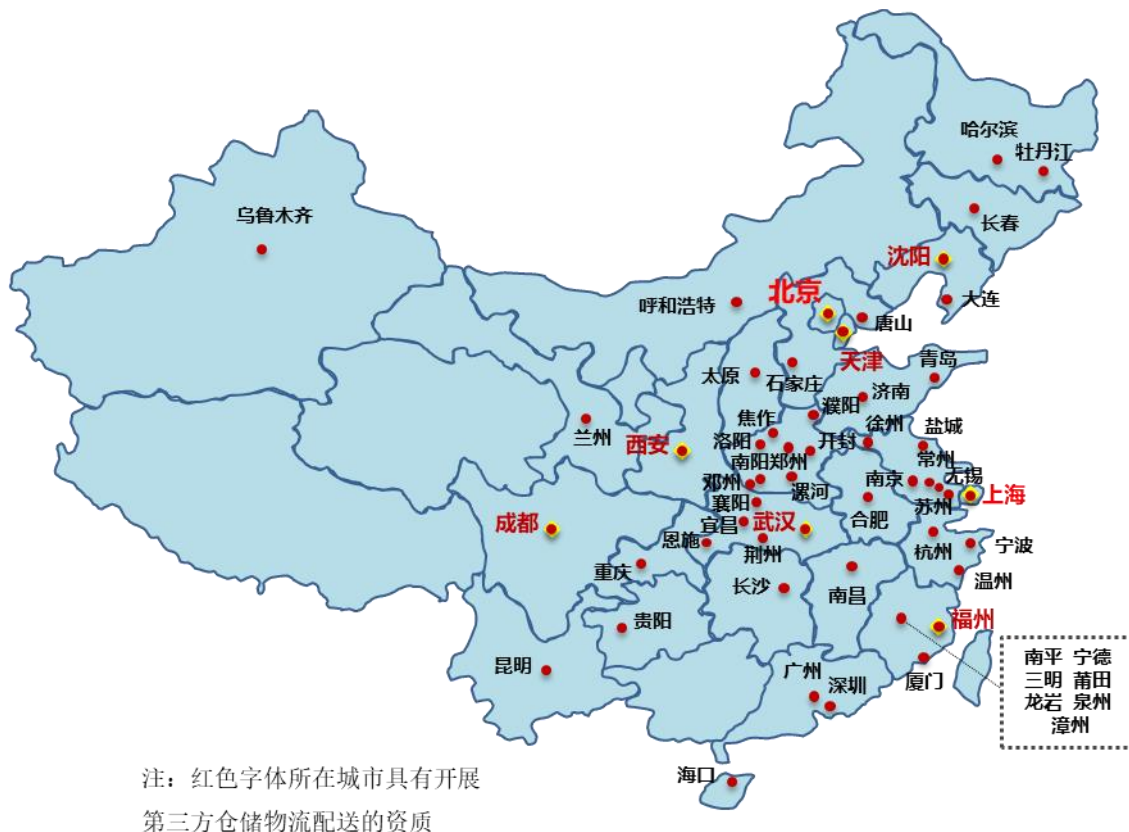 哈尔滨
牡丹江
乌鲁木齐
长春
沈阳
呼和浩特
北京
大连
唐山
天津
青岛
太原
石家庄
济南
濮阳
焦作
徐州
盐城
兰州
西安
洛阳
开封
南阳
郑州
常州
无锡
邓州
漯河
南京
上海
襄阳
苏州
成都
宜昌
武汉
合肥
恩施
荆州
杭州
宁波
重庆
长沙
南昌
温州
贵阳
福州
昆明
广州
深圳
厦门
南平 宁德
三明 莆田
龙岩 泉州
漳州
海口
注：红色字体所在城市具有开展
第三方仓储物流配送的资质